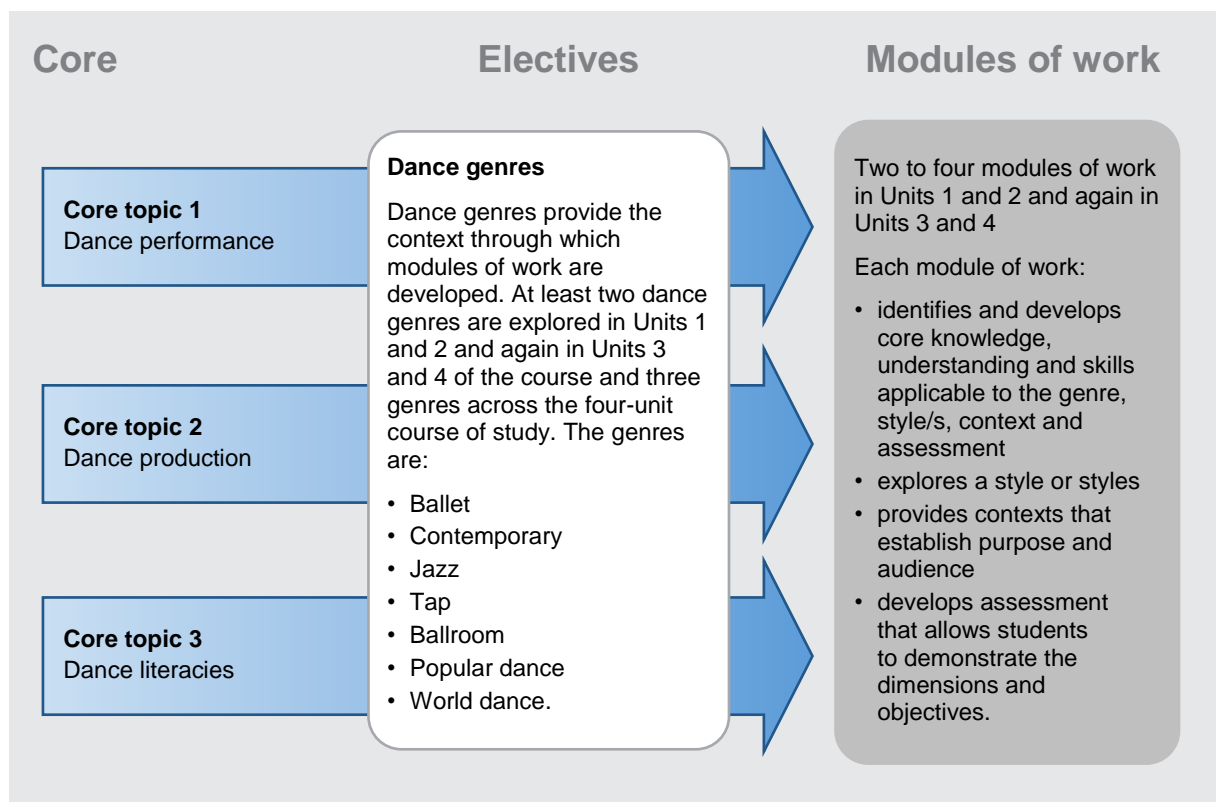 Core
Electives
Modules of work
Core topic 1
Dance performance
Core topic 2
Dance production
Core topic 3
Dance literacies
Dance genres
Dance genres provide the
context through which
modules of work are
developed. At least two dance
genres are explored in Units 1
and 2 and again in Units 3
and 4 of the course and three
genres across the four-unit
course of study. The genres
are:
• Ballet
• Contemporary
• Jazz
• Tap
• Ballroom
• Popular dance
• World dance.
Two to four modules of work
in Units 1 and 2 and again in
Units 3 and 4
Each module of work:
• identifies and develops
core knowledge,
understanding and skills
applicable to the genre,
style/s, context and
assessment
• explores a style or styles
• provides contexts that
establish purpose and
audience
• develops assessment
that allows students
to demonstrate the
dimensions and
objectives.